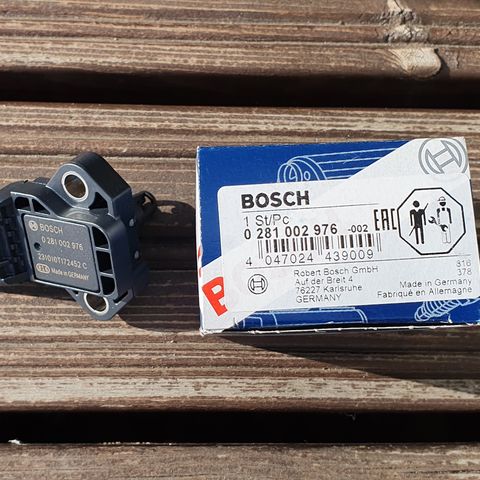 BOSCH
0 281 002 976
2310101T172452 C
Made in Germany
BOSCH
1 St/Pc
0 281 002 976 -002
EAC
4 047024 439009
Robert Bosch GmbH
Auf der Breit 4
76227 Karlsruhe
GERMANY
316
378
Made in Germany
Fabriqué en Allemagne